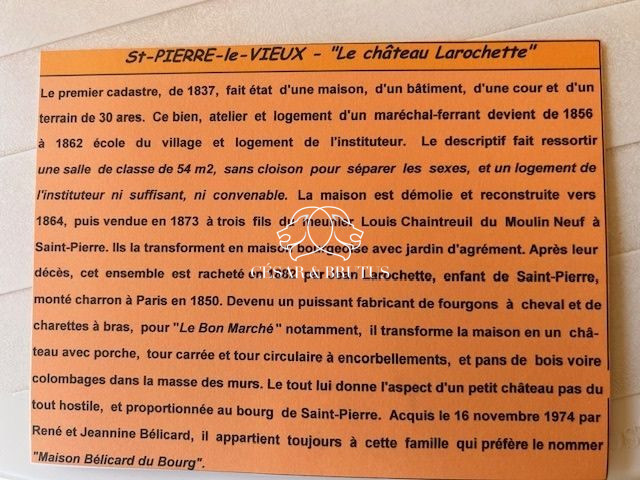 St-PIERRE-le-VIEUX - "Le château Larochette"
Le premier cadastre, de 1837, fait état d'une maison, d'un bâtiment, d'une cour et d'un
terrain de 30 ares. Ce bien, atelier et logement d'un maréchal-ferrant devient de 1856
à 1862 école du village et logement de l'instituteur. Le descriptif fait ressortir
une salle de classe de 54 m2, sans cloison pour séparer les sexes, et un logement de
l'instituteur ni suffisant, ni convenable. La maison est démolie et reconstruite vers
1864, puis vendue en 1873 à trois fils du Louis Chaintreuil du Moulin Neuf à
Saint-Pierre. Ils la transforment en maison bourgeoise avec jardin d'agrément. Après leur
décès, cet ensemble est racheté en par Jean Larochette, enfant de Saint-Pierre,
monté charron à Paris en 1850. Devenu un puissant fabricant de fourgons à cheval et de
charettes à bras, pour "Le Bon Marché" notamment, il transforme la maison en un châ-
teau avec porche, tour carrée et tour circulaire à encorbellements, et pans de bois voire
colombages dans la masse des murs. Le tout lui donne l'aspect d'un petit château pas du
tout hostile, et proportionnée au bourg de Saint-Pierre. Acquis le 16 novembre 1974 par
René et Jeannine Bélicard, il appartient toujours à cette famille qui préfère le nommer
"Maison Bélicard du Bourg".
CÉSAR & BRUTUS